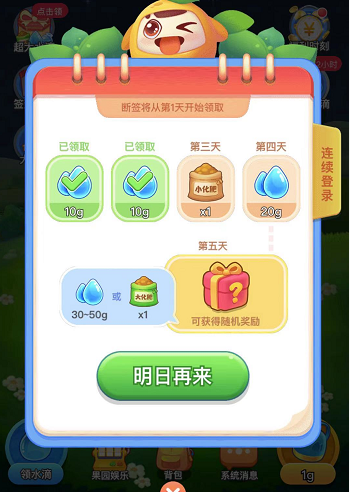 点击领
断签将从第1天开始领取
已领取
已领取
第三天
第四天
10g
10g
小化肥
x1
20g
连续登录
第五天
30~50g
或
大化肥
x1
可获得随机奖励
明日再来
领水滴
果园娱乐
背包
系统消息
1g